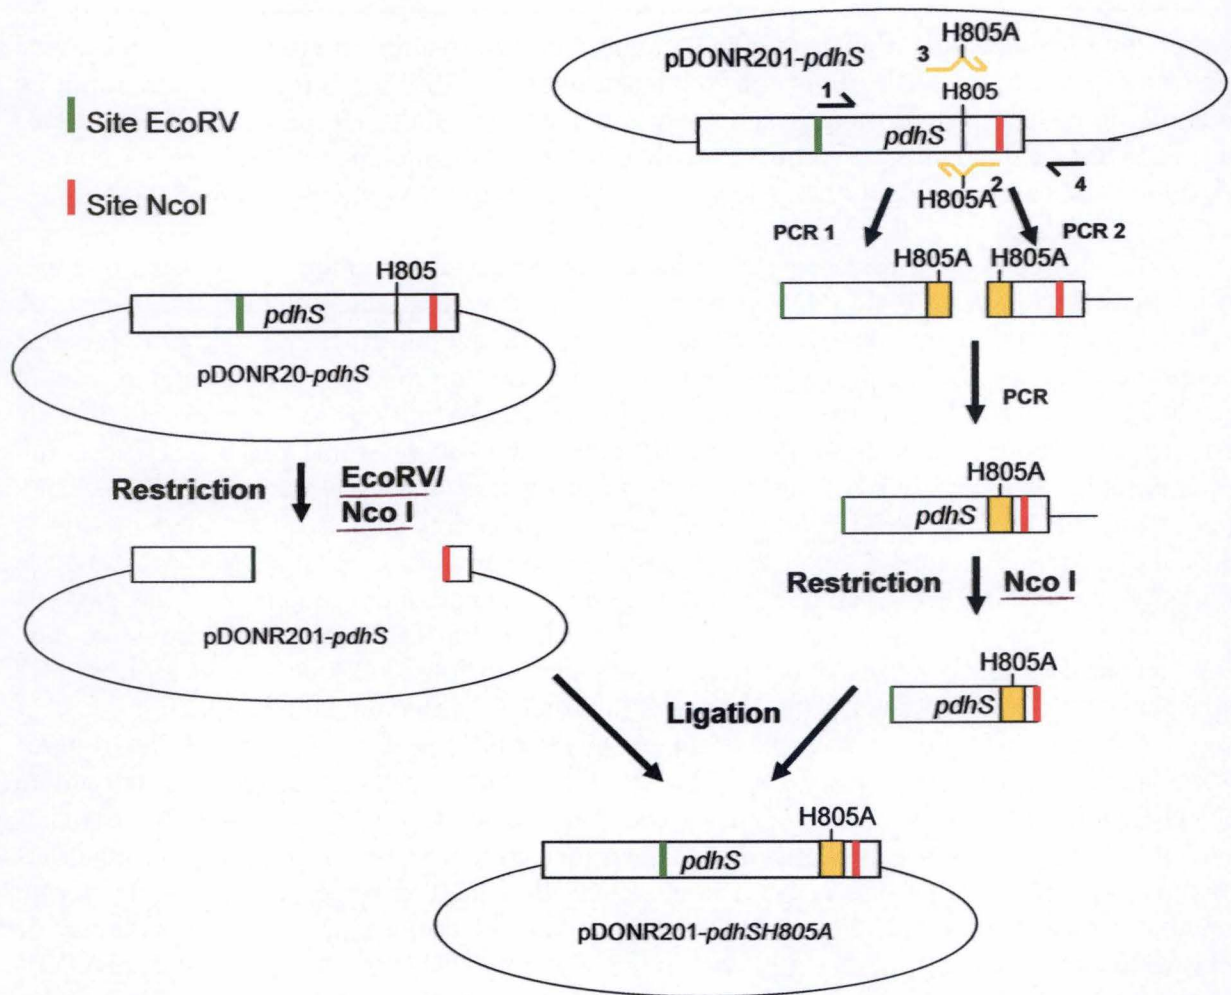 Site EcoRV
Site NcoI
H805
pdhS
pDONR20-pdhS
Restriction
EcoRV/
Nco I
pDONR201-pdhS
H805A
pDONR201-pdhS
3
1
H805
pdhS
2
H805A
4
PCR 1
PCR 2
H805A
H805A
PCR
H805A
pdhS
Restriction
Nco I
H805A
pdhS
Ligation
H805A
pdhS
pDONR201-pdhSH805A